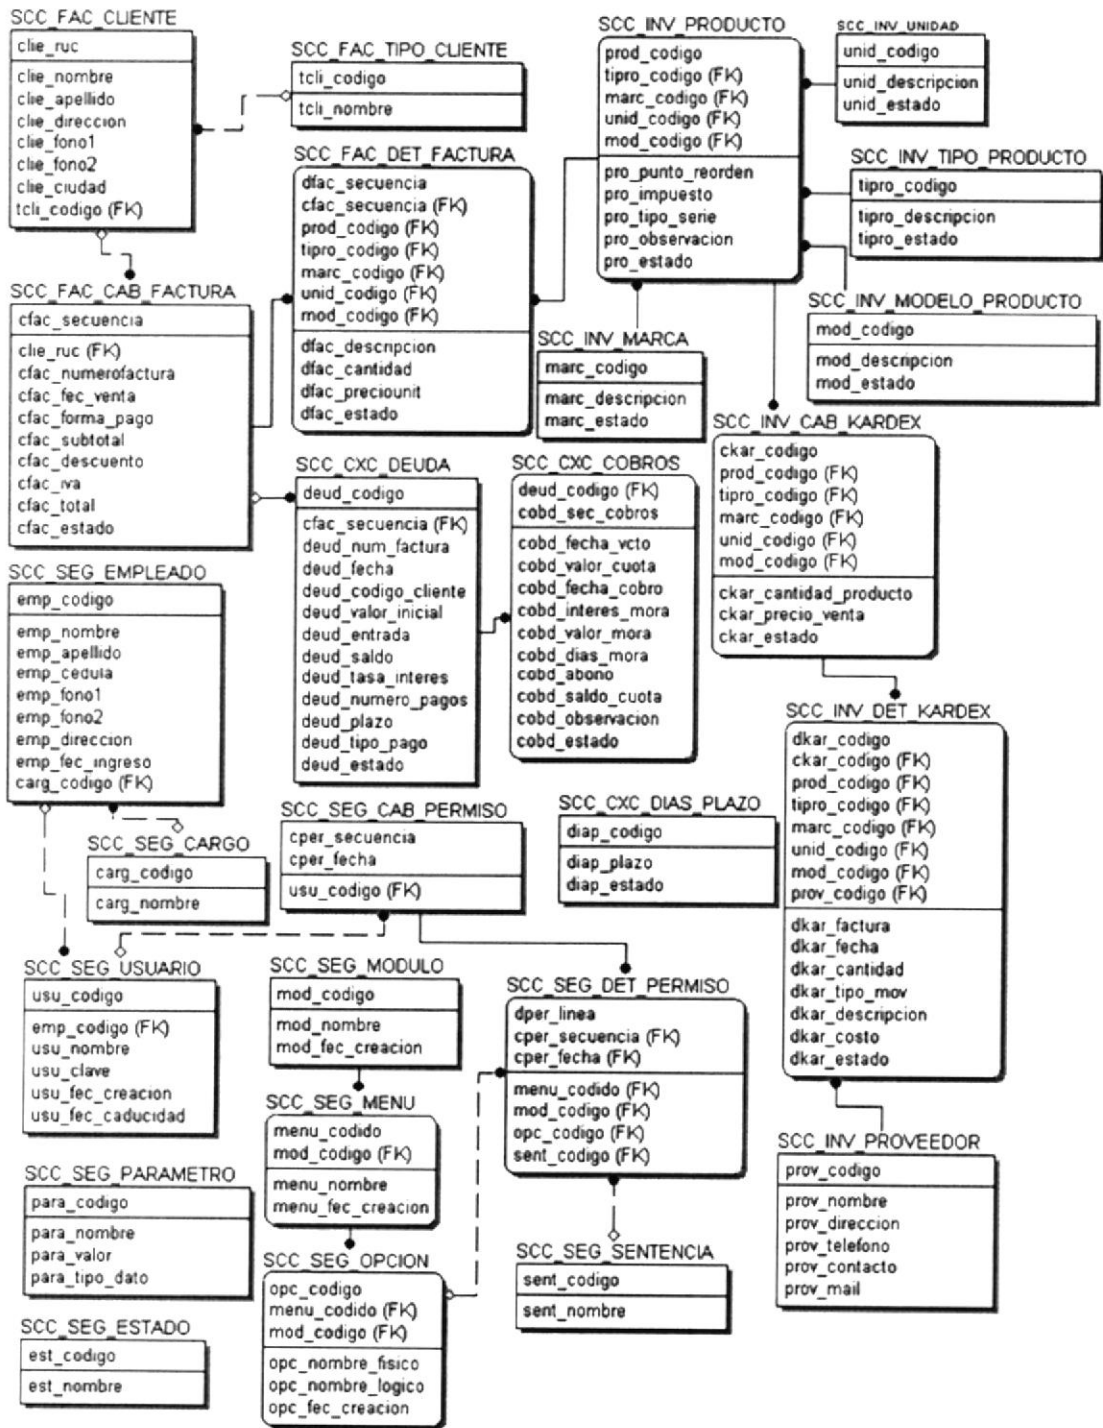 SCC_FAC_CLIENTE
clie_ruc
clie_nombre
clie_apellido
clie_direccion
clie_fono1
clie_fono2
clie_ciudad
tcli_codigo (FK)
SCC_FAC_TIPO_CLIENTE
tcli_codigo
tcli_nombre
SCC_INV_PRODUCTO
prod_codigo
tipro_codigo (FK)
marc_codigo (FK)
unid_codigo (FK)
mod_codigo (FK)
pro_punto_reorden
pro_impuesto
pro_tipo_serie
pro_observacion
pro_estado
SCC_INV_UNIDAD
unid_codigo
unid_descripcion
unid_estado
SCC_INV_TIPO_PRODUCTO
tipro_codigo
tipro_descripcion
tipro_estado
SCC_FAC_DET_FACTURA
dfac_secuencia
cfac_secuencia (FK)
prod_codigo (FK)
tipro_codigo (FK)
marc_codigo (FK)
unid_codigo (FK)
mod_codigo (FK)
dfac_descripcion
dfac_cantidad
dfac_preciounit
dfac_estado
SCC_FAC_CAB_FACTURA
cfac_secuencia
clie_ruc (FK)
cfac_numerofactura
cfac_fec_venta
cfac_forma_pago
cfac_subtotal
cfac_descuento
cfac_iva
cfac_total
cfac_estado
SCC_INV_MARCA
marc_codigo
marc_descripcion
marc_estado
SCC_INV_MODELO_PRODUCTO
mod_codigo
mod_descripcion
mod_estado
SCC_INV_CAB_KARDEX
ckar_codigo
prod_codigo (FK)
tipro_codigo (FK)
marc_codigo (FK)
unid_codigo (FK)
mod_codigo (FK)
ckar_cantidad_producto
ckar_precio_venta
ckar_estado
SCC_CXC_DEUDA
deud_codigo
cfac_secuencia (FK)
deud_num_factura
deud_fecha
deud_codigo_cliente
deud_valor_inicial
deud_entrada
deud_saldo
deud_tasa_interes
deud_numero_pagos
deud_plazo
deud_tipo_pago
deud_estado
SCC_CXC_COBROS
deud_codigo (FK)
cobd_sec_cobros
cobd_fecha_vcto
cobd_valor_cuota
cobd_fecha_cobro
cobd_interes_mora
cobd_valor_mora
cobd_dias_mora
cobd_abono
cobd_saldo_cuota
cobd_observacion
cobd_estado
SCC_SEG_EMPLEADO
emp_codigo
emp_nombre
emp_apellido
emp_cedula
emp_fono1
emp_fono2
emp_direccion
emp_fec_ingreso
carg_codigo (FK)
SCC_INV_DET_KARDEX
dkar_codigo
ckar_codigo (FK)
prod_codigo (FK)
tipro_codigo (FK)
marc_codigo (FK)
unid_codigo (FK)
mod_codigo (FK)
prov_codigo (FK)
dkar_factura
dkar_fecha
dkar_cantidad
dkar_tipo_mov
dkar_descripcion
dkar_costo
dkar_estado
SCC_SEG_CARGO
carg_codigo
carg_nombre
SCC_SEG_CAB_PERMISO
cper_secuencia
cper_fecha
usu_codigo (FK)
SCC_CXC_DIAS_PLAZO
diap_codigo
diap_plazo
diap_estado
SCC_SEG_USUARIO
usu_codigo
emp_codigo (FK)
usu_nombre
usu_clave
usu_fec_creacion
usu_fec_caducidad
SCC_SEG_MODULO
mod_codigo
mod_nombre
mod_fec_creacion
SCC_SEG_DET_PERMISO
dper_linea
cper_secuencia (FK)
cper_fecha (FK)
menu_codido (FK)
mod_codigo (FK)
opc_codigo (FK)
sent_codigo (FK)
SCC_SEG_MENU
menu_codido
mod_codigo (FK)
menu_nombre
menu_fec_creacion
SCC_INV_PROVEEDOR
prov_codigo
prov_nombre
prov_direccion
prov_telefono
prov_contacto
prov_mail
SCC_SEG_PARAMETRO
para_codigo
para_nombre
para_valor
para_tipo_dato
SCC_SEG_OPCION
opc_codigo
menu_codido (FK)
mod_codigo (FK)
opc_nombre_fisico
opc_nombre_logico
opc_fec_creacion
SCC_SEG_SENTENCIA
sent_codigo
sent_nombre
SCC_SEG_ESTADO
est_codigo
est_nombre